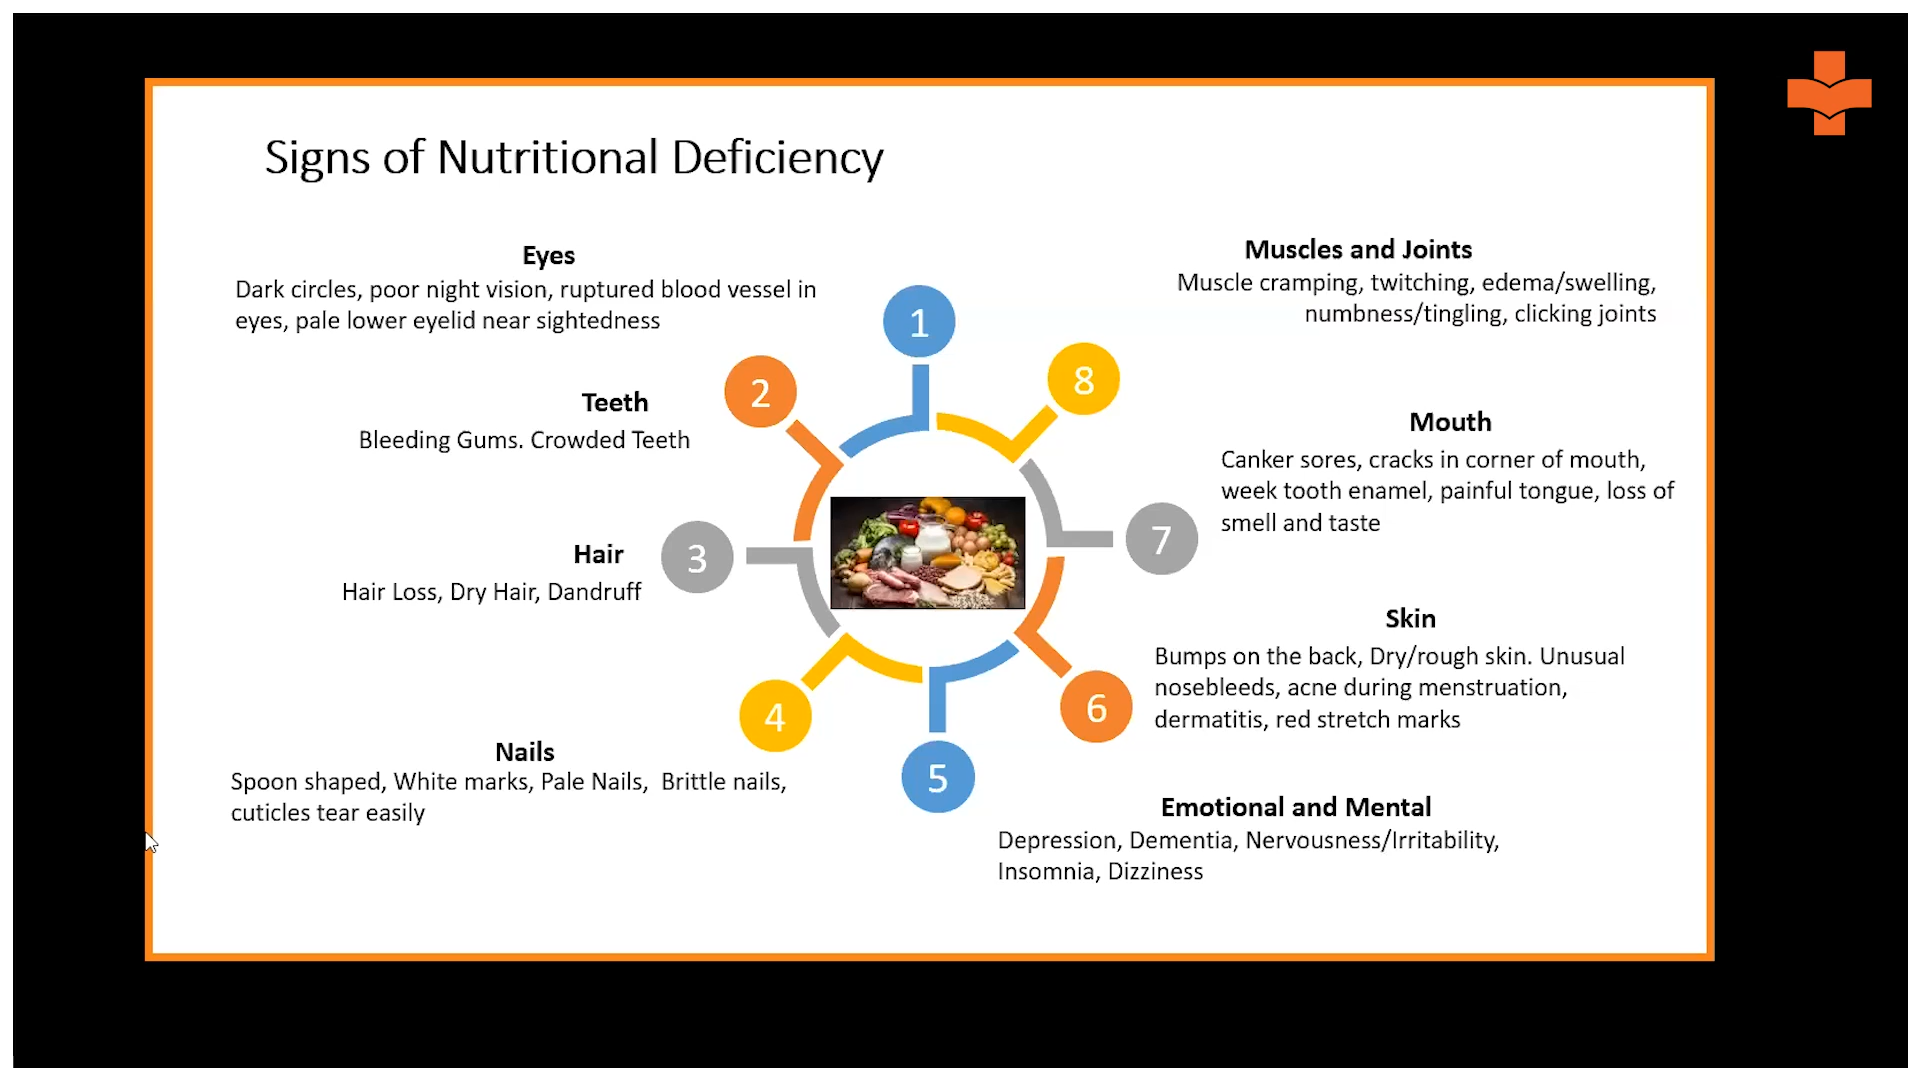 Signs of Nutritional Deficiency
Eyes
Dark circles, poor night vision, ruptured blood vessel in
eyes, pale lower eyelid near sightedness
1
2
Teeth
Bleeding Gums. Crowded Teeth
3
Hair
Hair Loss, Dry Hair, Dandruff
4
Nails
Spoon shaped, White marks, Pale Nails,  Brittle nails,
cuticles tear easily
5
Emotional and Mental
Depression, Dementia, Nervousness/Irritability,
Insomnia, Dizziness
6
Skin
Bumps on the back, Dry/rough skin. Unusual
nosebleeds, acne during menstruation,
dermatitis, red stretch marks
7
Mouth
Canker sores, cracks in corner of mouth,
week tooth enamel, painful tongue, loss of
smell and taste
8
Muscles and Joints
Muscle cramping, twitching, edema/swelling,
numbness/tingling, clicking joints